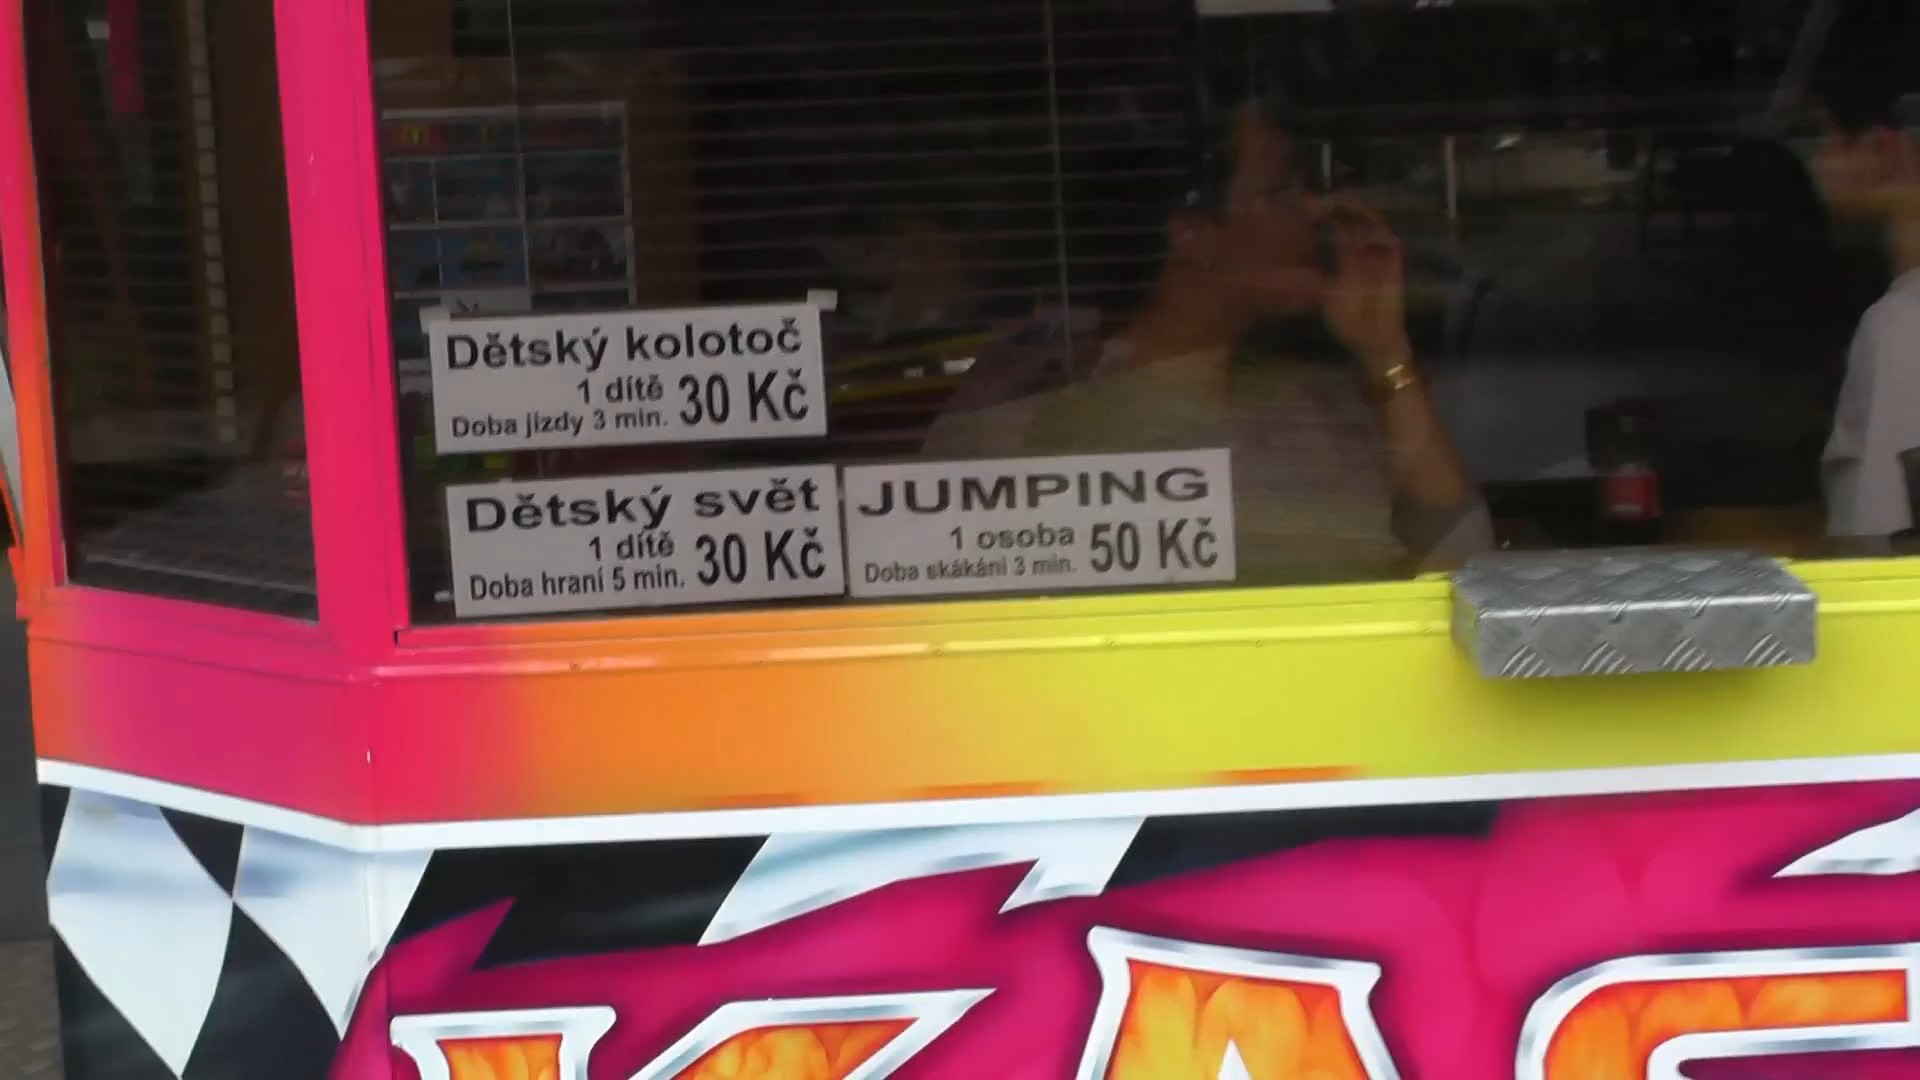 Dětský kolotoč
1 dítě 30 Kč
Doba jízdy 3 min.
Dětský svět
1 dítě 30 Kč
Doba hraní 5 min.
JUMPING
1 osoba 50 Kč
Doba skákání 3 min.
KAS